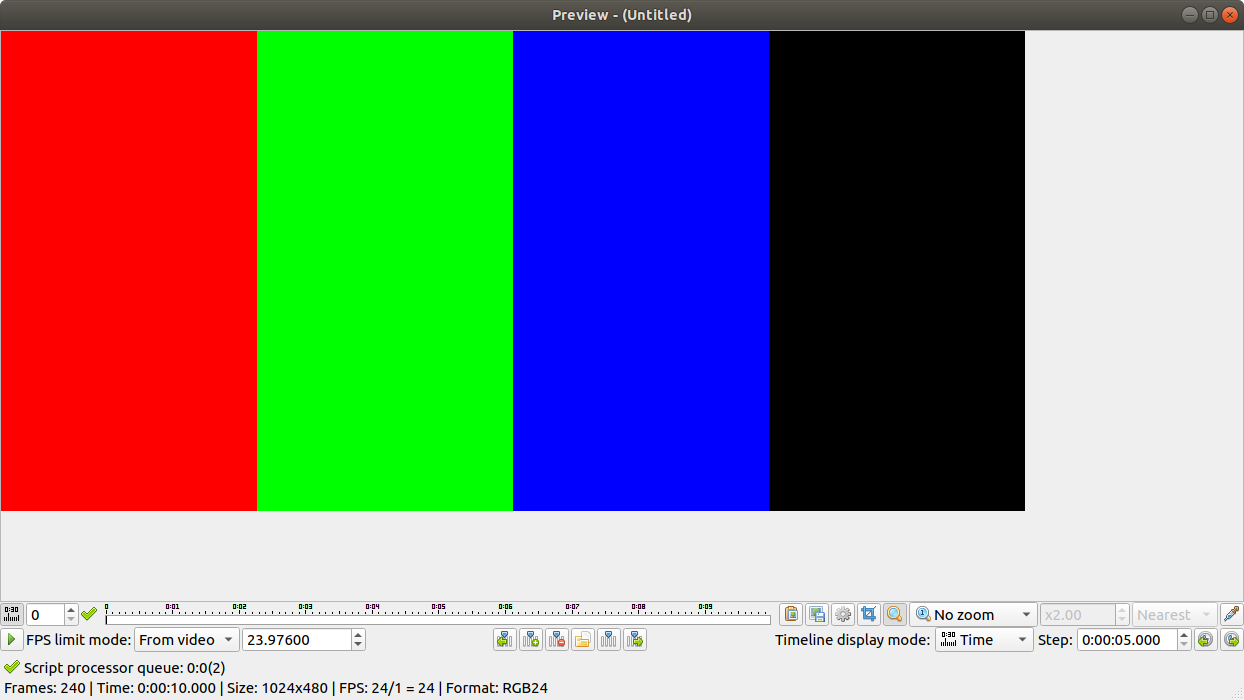 Preview - (Untitled)
0:30
0
0
0:01
0:02
0:03
0:04
0:05
0:06
0:07
0:08
0:09
No zoom
x2.00
Nearest
FPS limit mode:
From video
23.97600
Timeline display mode:
0:30
Time
Step:
0:00:05.000
Script processor queue: 0:0(2)
Frames: 240 | Time: 0:00:10.000 | Size: 1024x480 | FPS: 24/1 = 24 | Format: RGB24